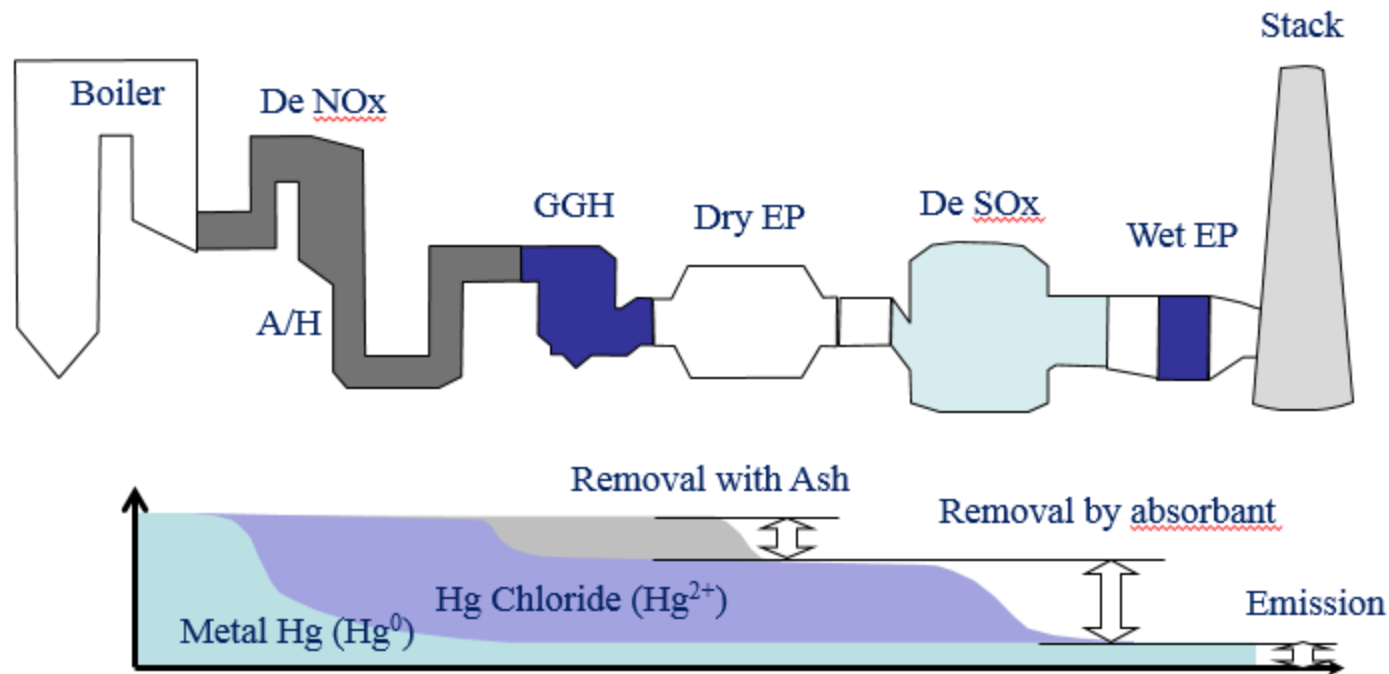 Stack
Boiler
De NOx
GGH
Dry EP
De SOx
Wet EP
A/H
Removal with Ash
Removal by absorbant
Hg Chloride (Hg²⁺)
Emission
Metal Hg (Hg⁰)